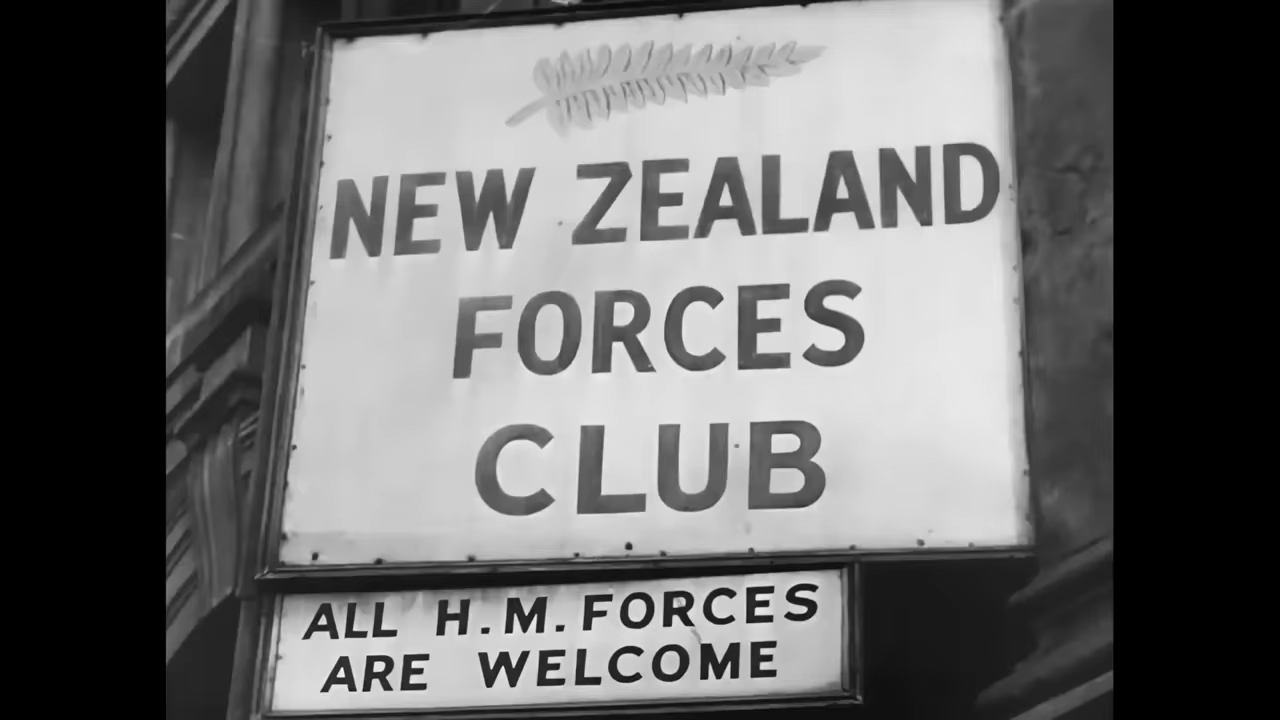 NEW ZEALAND
FORCES
CLUB
ALL H.M. FORCES
ARE WELCOME